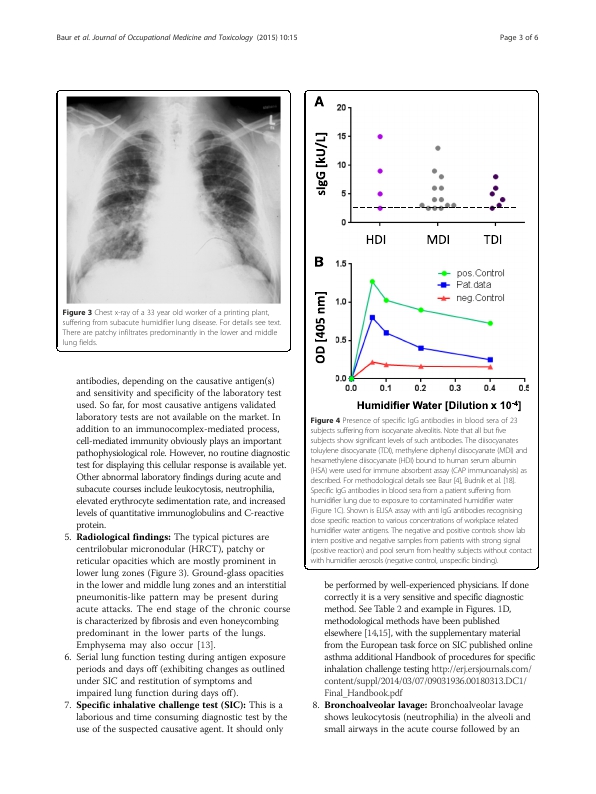 Baur et al. Journal of Occupational Medicine and Toxicology (2015) 10:15
Page 3 of 6
L
Figure 3 Chest x-ray of a 33 year old worker of a printing plant,
suffering from subacute humidifier lung disease. For details see text.
There are patchy infiltrates predominantly in the lower and middle
lung fields.
antibodies, depending on the causative antigen(s)
and sensitivity and specificity of the laboratory test
used. So far, for most causative antigens validated
laboratory tests are not available on the market. In
addition to an immunocomplex-mediated process,
cell-mediated immunity obviously plays an important
pathophysiological role. However, no routine diagnostic
test for displaying this cellular response is available yet.
Other abnormal laboratory findings during acute and
subacute courses include leukocytosis, neutrophilia,
elevated erythrocyte sedimentation rate, and increased
levels of quantitative immunoglobulins and C-reactive
protein.
5. Radiological findings: The typical pictures are
centrilobular micronodular (HRCT), patchy or
reticular opacities which are mostly prominent in
lower lung zones (Figure 3). Ground-glass opacities
in the lower and middle lung zones and an interstitial
pneumonitis-like pattern may be present during
acute attacks. The end stage of the chronic course
is characterized by fibrosis and even honeycombing
predominant in the lower parts of the lungs.
Emphysema may also occur [13].
6. Serial lung function testing during antigen exposure
periods and days off (exhibiting changes as outlined
under SIC and restitution of symptoms and
impaired lung function during days off).
7. Specific inhalative challenge test (SIC): This is a
laborious and time consuming diagnostic test by the
use of the suspected causative agent. It should only
A
sIgG [kU/L]
20
15
10
5
0
HDI MDI TDI
B
OD [405 nm]
1.5
1.0
0.5
0.0
pos.Control
Pat.data
neg.Control
0.0 0.1 0.2 0.3 0.4 0.5
Humidifier Water [Dilution x 10-4]
Figure 4 Presence of specific IgG antibodies in blood sera of 23
subjects suffering from isocyanate alveolitis. Note that all but five
subjects show significant levels of such antibodies. The diisocyanates
toluylene diisocyanate (TDI), methylene diphenyl diisocyanate (MDI) and
hexamethylene diisocyanate (HDI) bound to human serum albumin
(HSA) were used for immune absorbent assay (CAP immunoanalysis) as
described. For methodological details see Baur [4], Budnik et al. [18].
Specific IgG antibodies in blood sera from a patient suffering from
humidifier lung due to exposure to contaminated humidifier water
(Figure 1C). Shown is ELISA assay with anti IgG antibodies recognising
dose specific reaction to various concentrations of workplace related
humidifier water antigens. The negative and positive controls show lab
intern positive and negative samples from patients with strong signal
(positive reaction) and pool serum from healthy subjects without contact
with humidifier aerosols (negative control, unspecific binding).
be performed by well-experienced physicians. If done
correctly it is a very sensitive and specific diagnostic
method. See Table 2 and example in Figures. 1D,
methodological methods have been published
elsewhere [14,15], with the supplementary material
from the European task force on SIC published online
asthma additional Handbook of procedures for specific
inhalation challenge testing http://erj.ersjournals.com/
content/suppl/2014/03/07/09031936.00180313.DC1/
Final_Handbook.pdf
8. Bronchoalveolar lavage: Bronchoalveolar lavage
shows leukocytosis (neutrophilia) in the alveoli and
small airways in the acute course followed by an